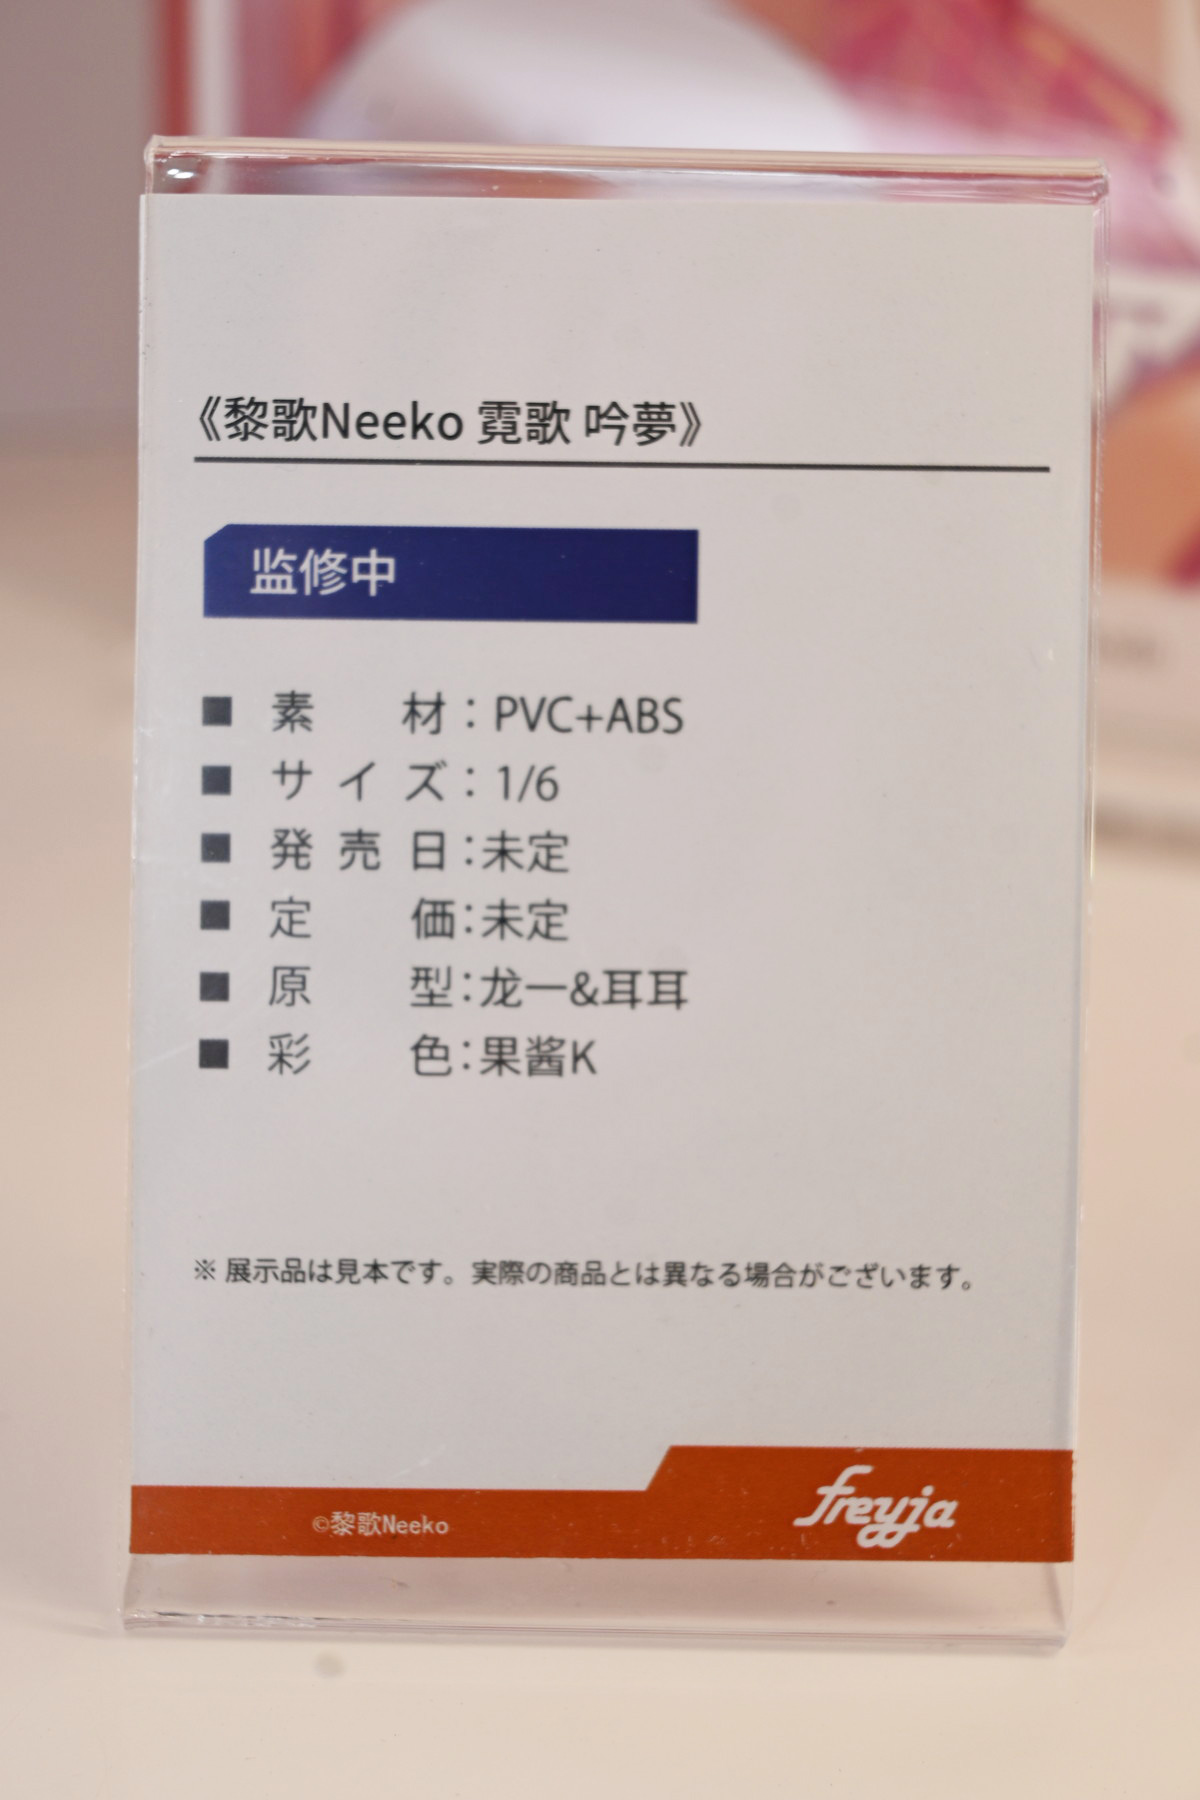 《黎歌Neeko 霓歌 吟夢》
监修中
■ 素材：PVC+ABS
■ サイズ：1/6
■ 発売日：未定
■ 定価：未定
■ 原型：龙一&耳耳
■ 彩色：果酱K
※ 展示品は見本です。実際の商品とは異なる場合がございます。
©黎歌Neeko
freyja